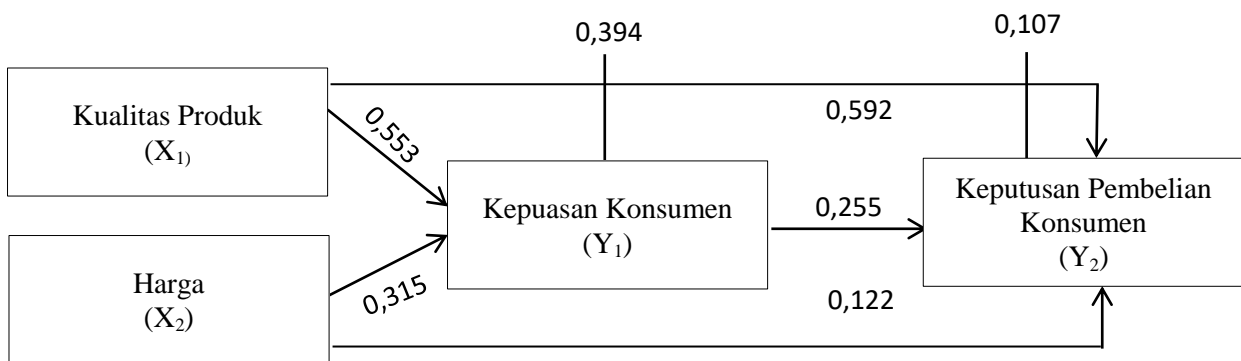 0,394
0,107
Kualitas Produk
(X₁)
0,592
0,553
Kepuasan Konsumen
(Y₁)
0,255
Keputusan Pembelian
Konsumen
(Y₂)
Harga
(X₂)
0,315
0,122